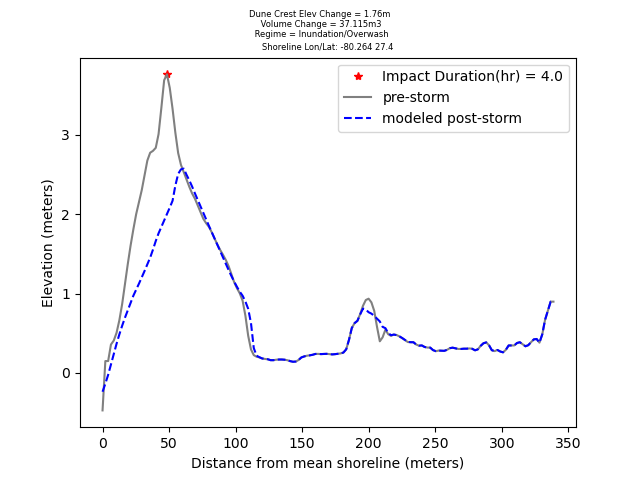 Dune Crest Elev Change = 1.76m
Volume Change = 37.115m3
Regime = Inundation/Overwash
Shoreline Lon/Lat: -80.264 27.4
Impact Duration(hr) = 4.0
pre-storm
modeled post-storm
Elevation (meters)
3
2
1
0
0 50 100 150 200 250 300 350
Distance from mean shoreline (meters)